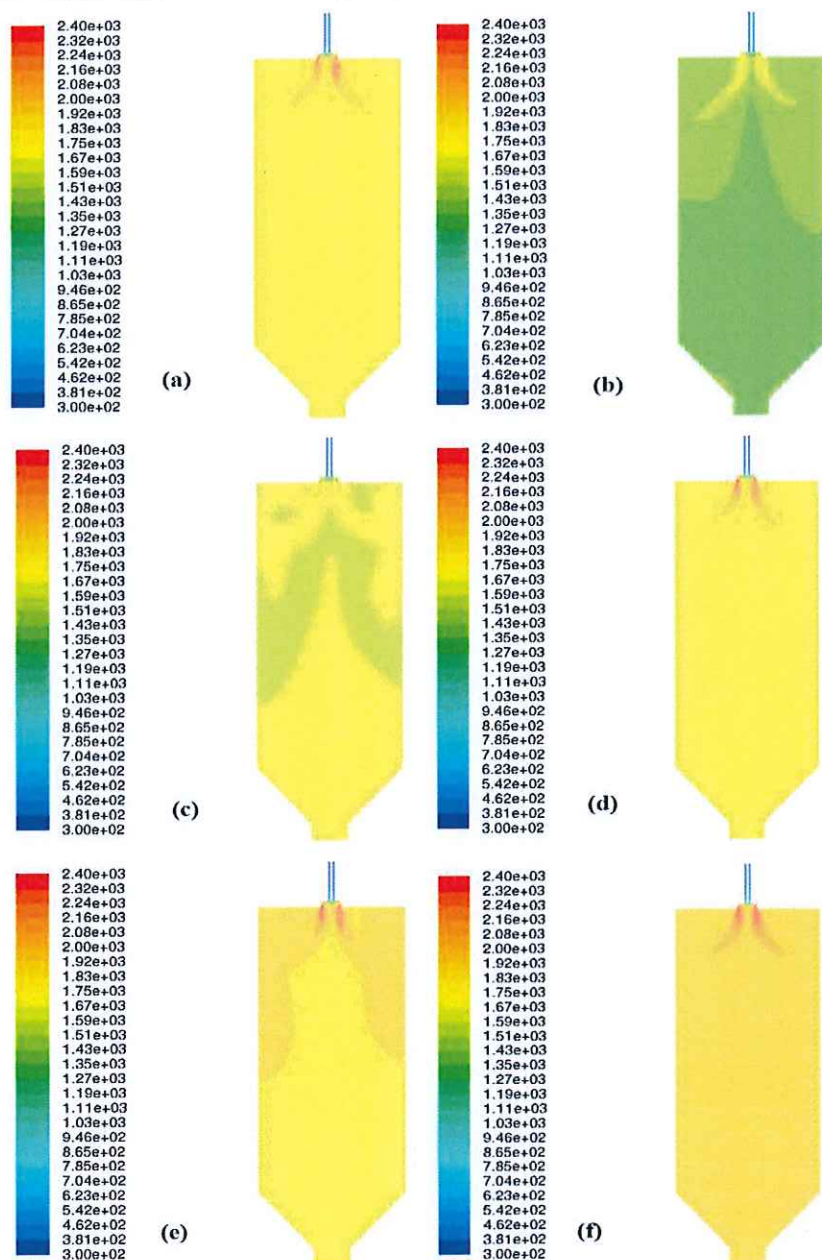 2.40e+03
2.32e+03
2.24e+03
2.16e+03
2.08e+03
2.00e+03
1.92e+03
1.83e+03
1.75e+03
1.67e+03
1.59e+03
1.51e+03
1.43e+03
1.35e+03
1.27e+03
1.19e+03
1.11e+03
1.03e+03
9.46e+02
8.65e+02
7.85e+02
7.04e+02
6.23e+02
5.42e+02
4.62e+02
3.81e+02
3.00e+02
(a)
2.40e+03
2.32e+03
2.24e+03
2.16e+03
2.08e+03
2.00e+03
1.92e+03
1.83e+03
1.75e+03
1.67e+03
1.59e+03
1.51e+03
1.43e+03
1.35e+03
1.27e+03
1.19e+03
1.11e+03
1.03e+03
9.46e+02
8.65e+02
7.85e+02
7.04e+02
6.23e+02
5.42e+02
4.62e+02
3.81e+02
3.00e+02
(b)
2.40e+03
2.32e+03
2.24e+03
2.16e+03
2.08e+03
2.00e+03
1.92e+03
1.83e+03
1.75e+03
1.67e+03
1.59e+03
1.51e+03
1.43e+03
1.35e+03
1.27e+03
1.19e+03
1.11e+03
1.03e+03
9.46e+02
8.65e+02
7.85e+02
7.04e+02
6.23e+02
5.42e+02
4.62e+02
3.81e+02
3.00e+02
(c)
2.40e+03
2.32e+03
2.24e+03
2.16e+03
2.08e+03
2.00e+03
1.92e+03
1.83e+03
1.75e+03
1.67e+03
1.59e+03
1.51e+03
1.43e+03
1.35e+03
1.27e+03
1.19e+03
1.11e+03
1.03e+03
9.46e+02
8.65e+02
7.85e+02
7.04e+02
6.23e+02
5.42e+02
4.62e+02
3.81e+02
3.00e+02
(d)
2.40e+03
2.32e+03
2.24e+03
2.16e+03
2.08e+03
2.00e+03
1.92e+03
1.83e+03
1.75e+03
1.67e+03
1.59e+03
1.51e+03
1.43e+03
1.35e+03
1.27e+03
1.19e+03
1.11e+03
1.03e+03
9.46e+02
8.65e+02
7.85e+02
7.04e+02
6.23e+02
5.42e+02
4.62e+02
3.81e+02
3.00e+02
(e)
2.40e+03
2.32e+03
2.24e+03
2.16e+03
2.08e+03
2.00e+03
1.92e+03
1.83e+03
1.75e+03
1.67e+03
1.59e+03
1.51e+03
1.43e+03
1.35e+03
1.27e+03
1.19e+03
1.11e+03
1.03e+03
9.46e+02
8.65e+02
7.85e+02
7.04e+02
6.23e+02
5.42e+02
4.62e+02
3.81e+02
3.00e+02
(f)